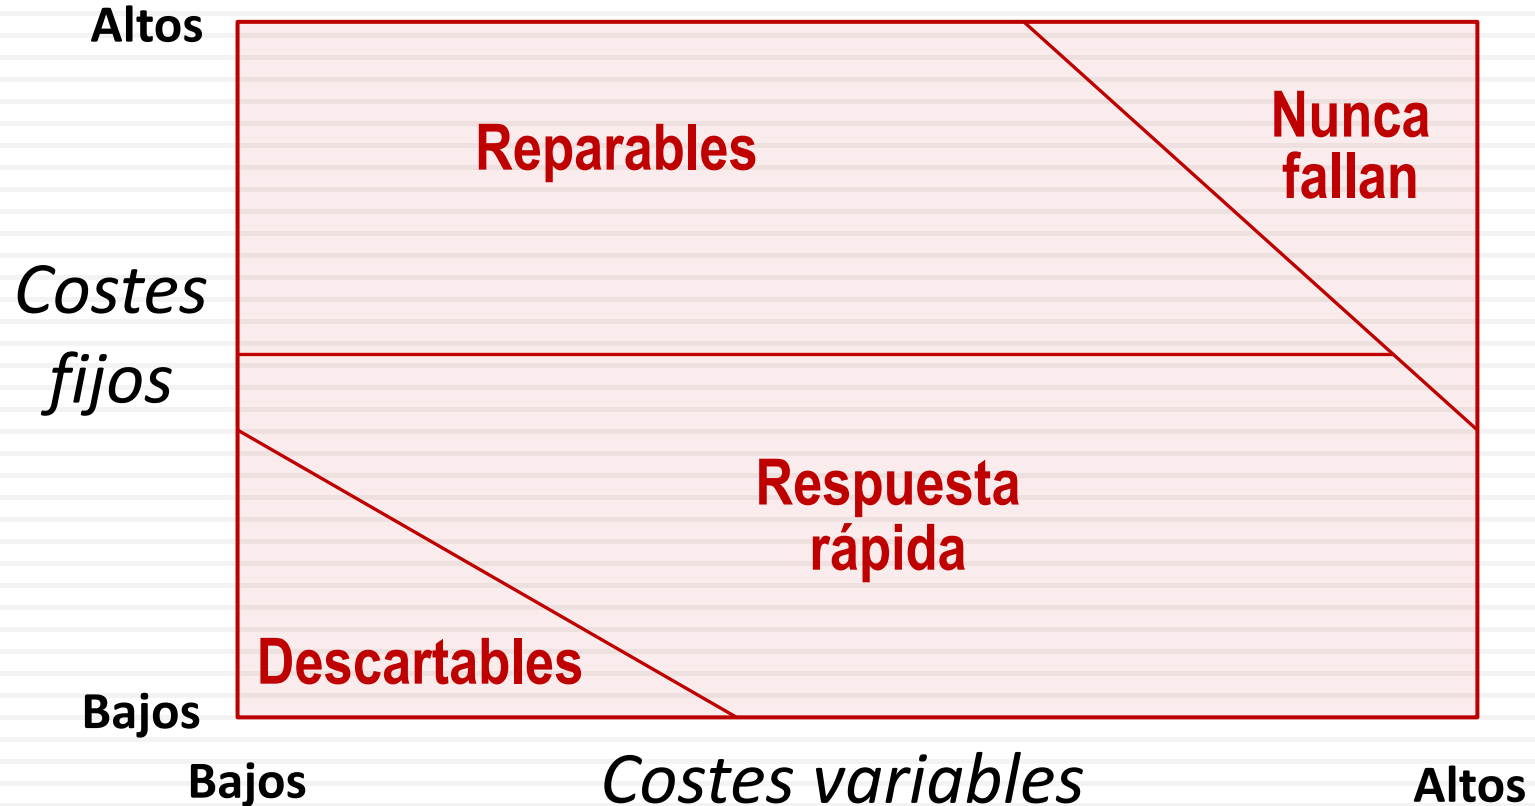 Altos
Reparables
Nunca
fallan
Costes
fijos
Respuesta
rápida
Descartables
Bajos
Bajos
Costes variables
Altos